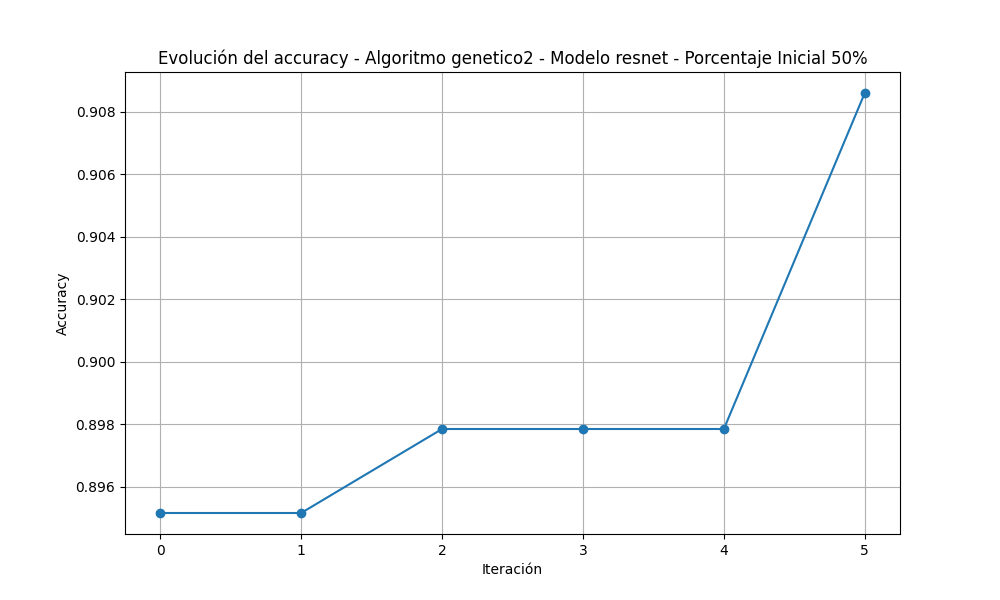 Evolución del accuracy - Algoritmo genetico2 - Modelo resnet - Porcentaje Inicial 50%
0.908
0.906
0.904
0.902
0.900
0.898
0.896
Accuracy
0 1 2 3 4 5
Iteración